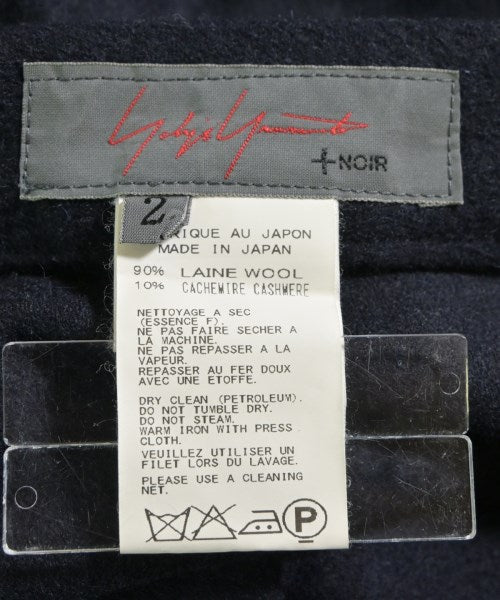 Yohji Yamamoto
+NOIR
2
RIQUE AU JAPON
MADE IN JAPAN
90% LAINE WOOL
10% CACHEMIRE CASHMERE
NETTOYAGE A SEC
(ESSENCE F).
NE PAS FAIRE SECHER A
LA MACHINE.
NE PAS REPASSER A LA
VAPEUR.
REPASSER AU FER DOUX
AVEC UNE ETOFFE.
DRY CLEAN (PETROLEUM).
DO NOT TUMBLE DRY.
DO NOT STEAM.
WARM IRON WITH PRESS
CLOTH.
VEUILLEZ UTILISER UN
FILET LORS DU LAVAGE.
PLEASE USE A CLEANING
NET.
P